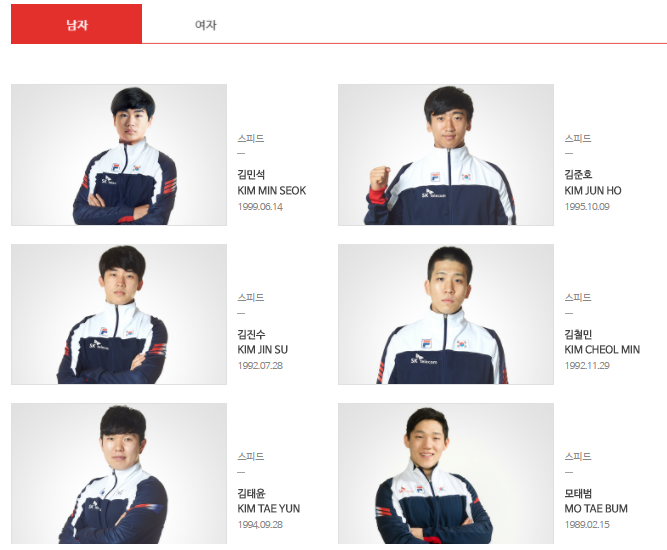 남자
여자
스피드
김민석
KIM MIN SEOK
1999.06.14
스피드
김준호
KIM JUN HO
1995.10.09
스피드
김진수
KIM JIN SU
1992.07.28
스피드
김철민
KIM CHEOL MIN
1992.11.29
스피드
김태윤
KIM TAE YUN
1994.09.28
스피드
모태범
MO TAE BUM
1989.02.15